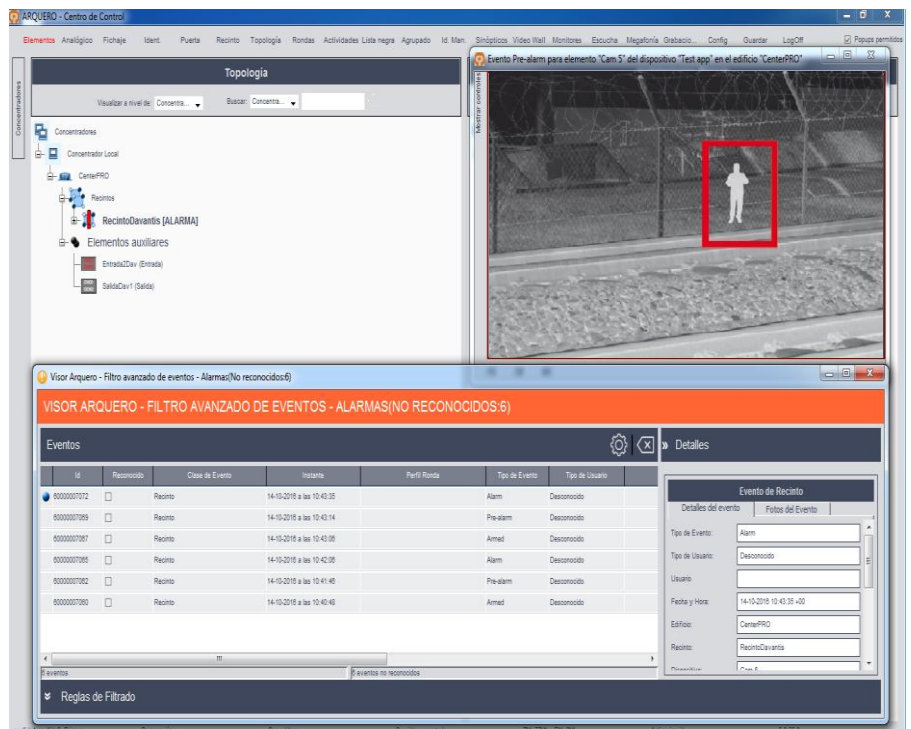 ARQUERO - Centro de Control
Elementos Analógico Fichaje Ident. Puerta Recinto Topología Rondas Actividades Lista negra Agrupado Id. Man. Sinópticos Video Wall Monitores Escucha Megafonía Grabacio... Config Guardar LogOff Popups permitidos
Concentradores
Topología
Visualizar a nivel de: Concentra... Buscar: Concentra...
Concentradores
Concentrador Local
CenterPRO
Recintos
RecintoDavantis [ALARMA]
Elementos auxiliares
Entrada2Dav (Entrada)
SalidaDav1 (Salida)
Evento Pre-alarm para elemento "Cam 5" del dispositivo "Test app" en el edificio "CenterPRO"
Mostrar controles
Visor Arquero - Filtro avanzado de eventos - Alarmas(No reconocidos:6)
VISOR ARQUERO - FILTRO AVANZADO DE EVENTOS - ALARMAS(NO RECONOCIDOS:6)
Eventos
Id Reconocido Clase de Evento Instante Perfil Ronda Tipo de Evento Tipo de Usuario
60000007072 Recinto 14-10-2016 a las 10:43:35 Alarm Desconocido
60000007069 Recinto 14-10-2016 a las 10:43:14 Pre-alarm Desconocido
60000007067 Recinto 14-10-2016 a las 10:43:06 Armed Desconocido
60000007065 Recinto 14-10-2016 a las 10:42:06 Alarm Desconocido
60000007062 Recinto 14-10-2016 a las 10:41:46 Pre-alarm Desconocido
60000007060 Recinto 14-10-2016 a las 10:40:46 Armed Desconocido
6 eventos 6 eventos no reconocidos
Reglas de Filtrado
Detalles
Evento de Recinto
Detalles del evento Fotos del Evento
Tipo de Evento: Alarm
Tipo de Usuario: Desconocido
Usuario
Fecha y Hora: 14-10-2016 10:43:35 +00
Edificio: CenterPRO
Recinto: RecintoDavantis
Dispositivo: Cam 5